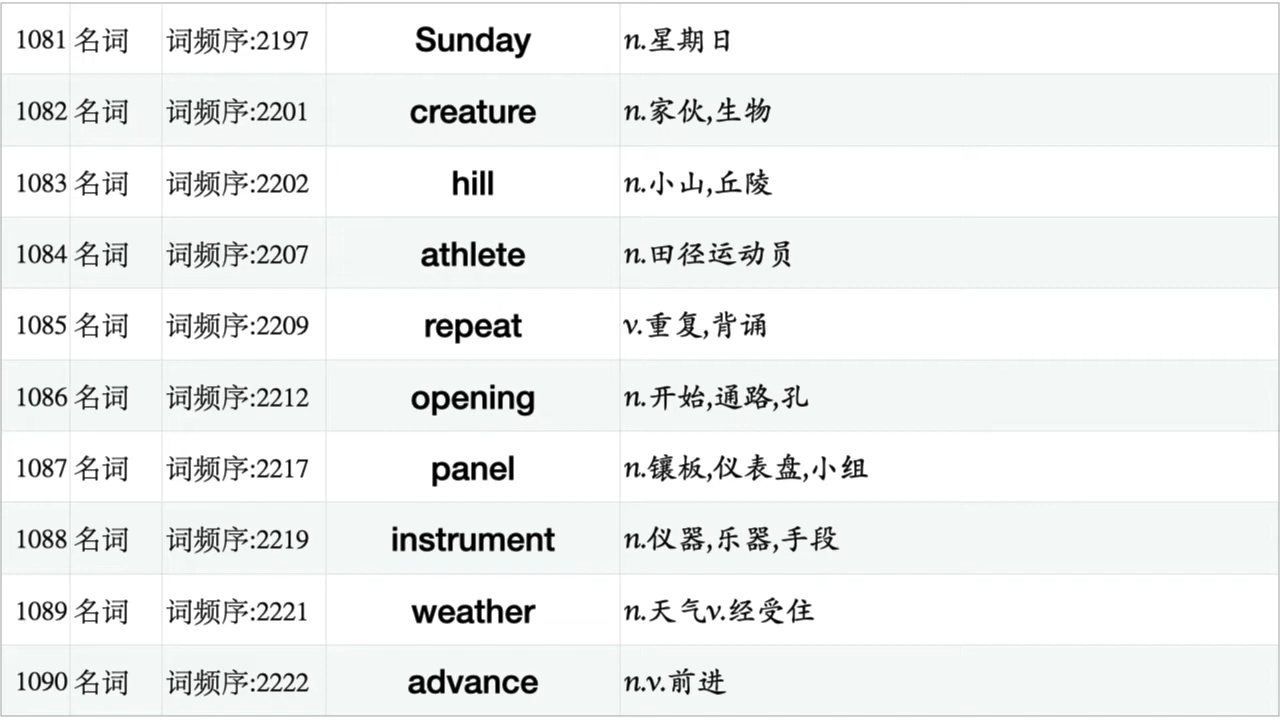 1081 名词 词频序:2197 Sunday n.星期日
1082 名词 词频序:2201 creature n.家伙,生物
1083 名词 词频序:2202 hill n.小山,丘陵
1084 名词 词频序:2207 athlete n.田径运动员
1085 名词 词频序:2209 repeat v.重复,背诵
1086 名词 词频序:2212 opening n.开始,通路,孔
1087 名词 词频序:2217 panel n.镶板,仪表盘,小组
1088 名词 词频序:2219 instrument n.仪器,乐器,手段
1089 名词 词频序:2221 weather n.天气v.经受住
1090 名词 词频序:2222 advance n.v.前进